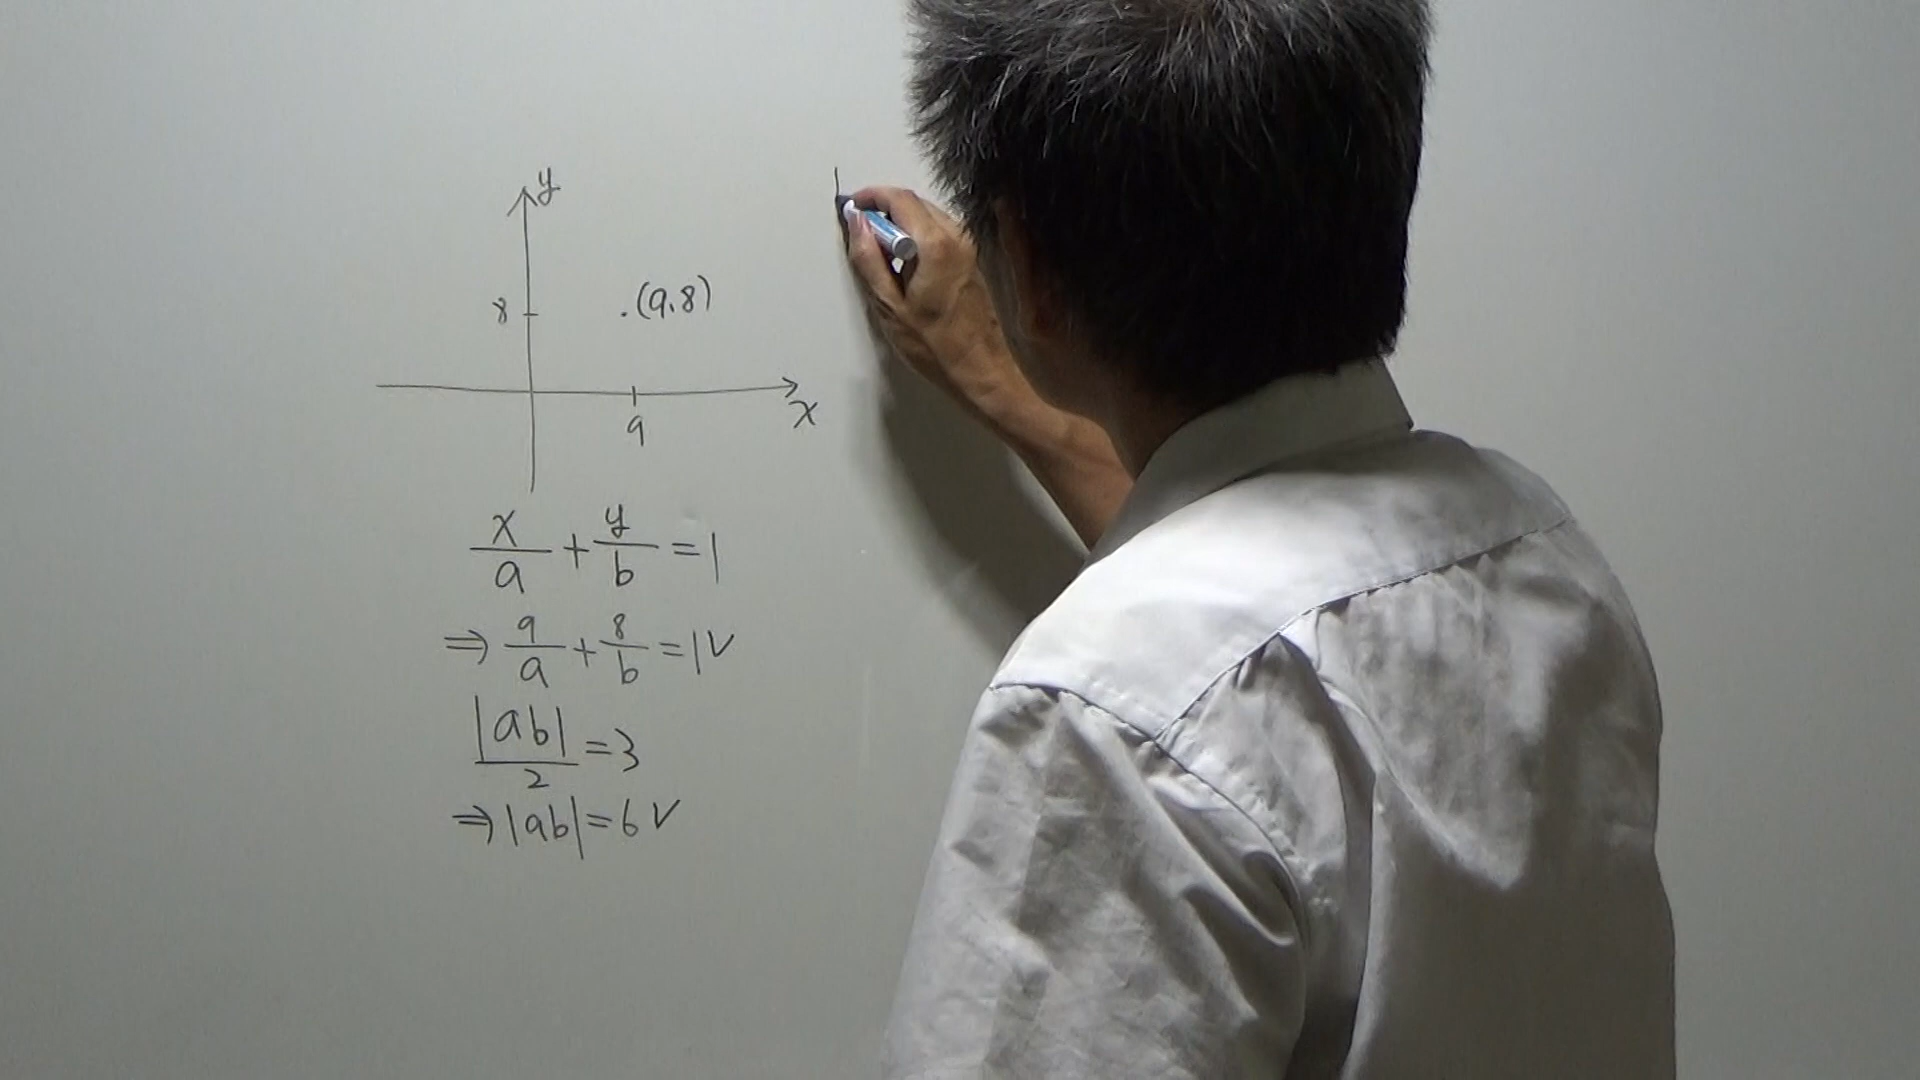 y
8
(9,8)
x
9
x/a + y/b = 1
⇒ 9/a + 8/b = 1 ✓
|ab|/2 = 3
⇒ |ab| = 6 ✓